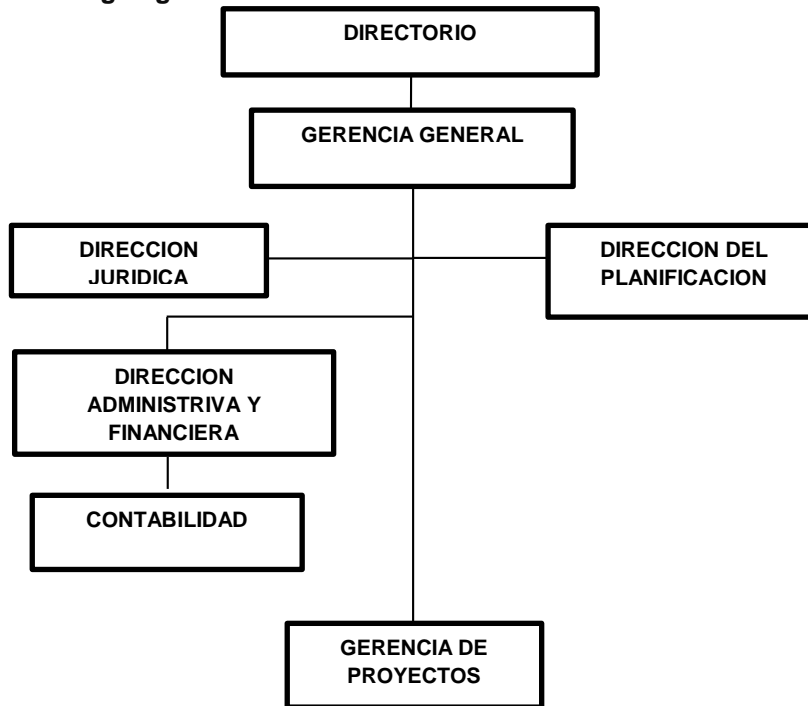 DIRECTORIO
GERENCIA GENERAL
DIRECCION
JURIDICA
DIRECCION DEL
PLANIFICACION
DIRECCION
ADMINISTRIVA Y
FINANCIERA
CONTABILIDAD
GERENCIA DE
PROYECTOS